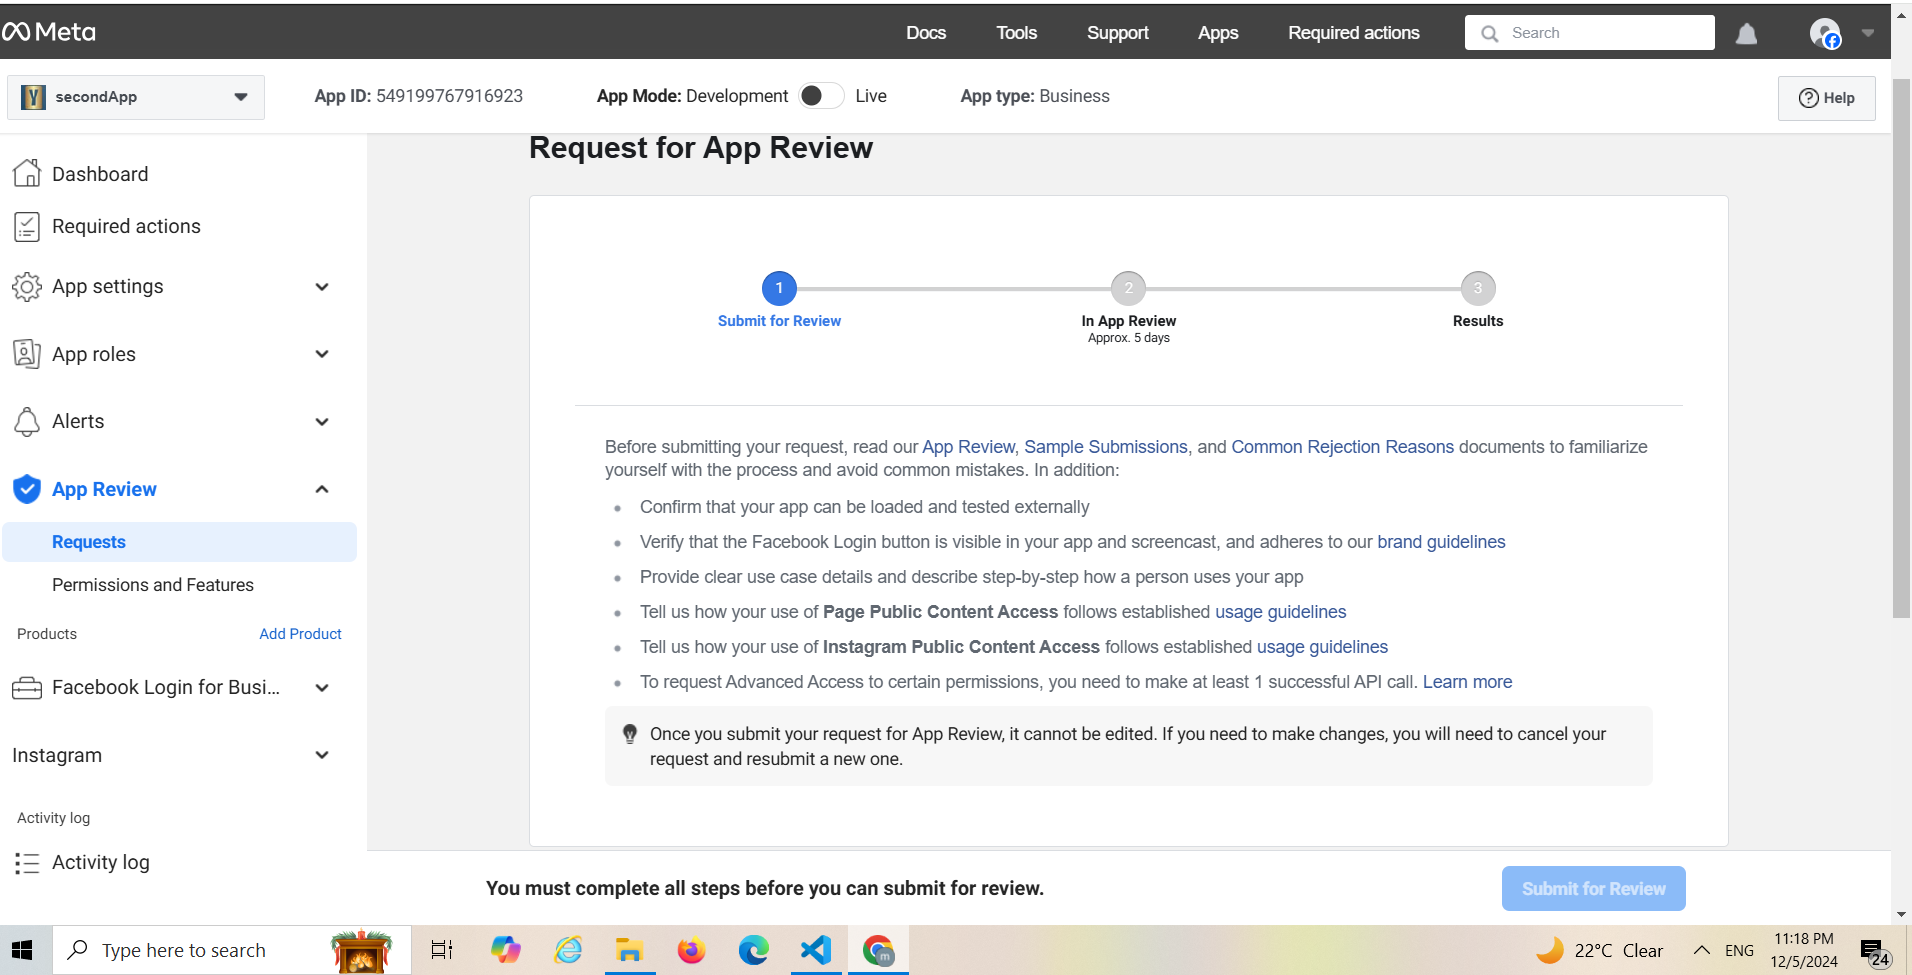 Meta
Docs
Tools
Support
Apps
Required actions
Search
secondApp
App ID: 549199767916923
App Mode: Development
Live
App type: Business
Help
Dashboard
Required actions
App settings
App roles
Alerts
App Review
Requests
Permissions and Features
Products
Add Product
Facebook Login for Busi...
Instagram
Activity log
Activity log
Request for App Review
1
2
3
Submit for Review
In App Review
Results
Approx. 5 days
Before submitting your request, read our App Review, Sample Submissions, and Common Rejection Reasons documents to familiarize
yourself with the process and avoid common mistakes. In addition:
Confirm that your app can be loaded and tested externally
Verify that the Facebook Login button is visible in your app and screencast, and adheres to our brand guidelines
Provide clear use case details and describe step-by-step how a person uses your app
Tell us how your use of Page Public Content Access follows established usage guidelines
Tell us how your use of Instagram Public Content Access follows established usage guidelines
To request Advanced Access to certain permissions, you need to make at least 1 successful API call. Learn more
Once you submit your request for App Review, it cannot be edited. If you need to make changes, you will need to cancel your
request and resubmit a new one.
You must complete all steps before you can submit for review.
Submit for Review
Type here to search
m
22°C Clear
ENG
11:18 PM
12/5/2024
24